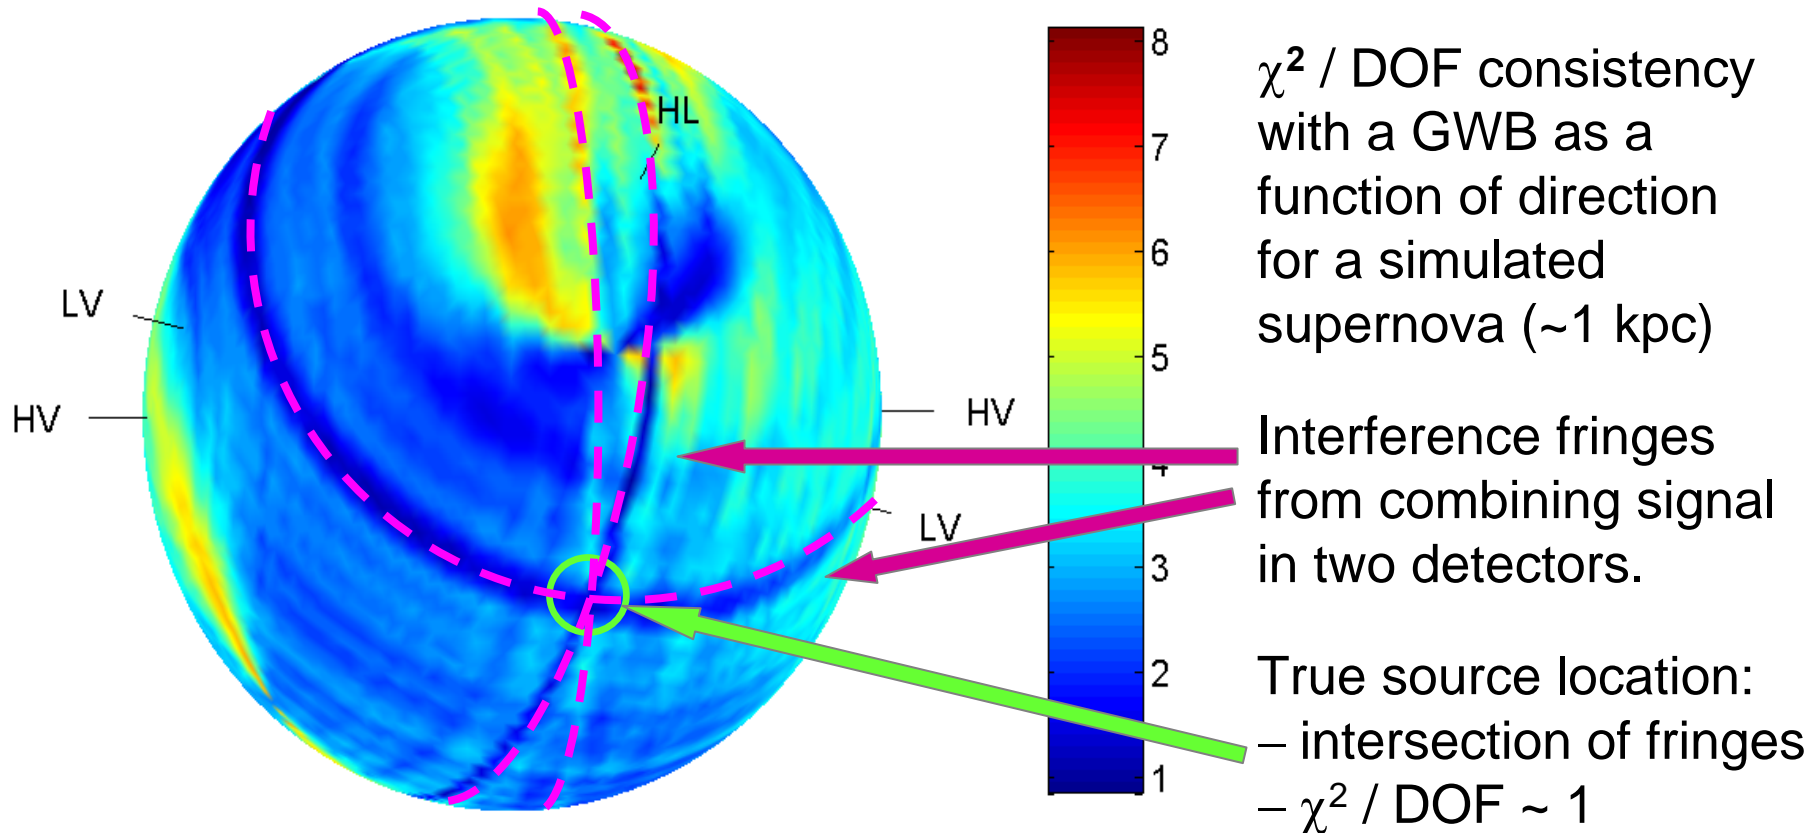 HL
LV
HV
HV
LV
8
7
6
5
4
3
2
1
χ² / DOF consistency
with a GWB as a
function of direction
for a simulated
supernova (~1 kpc)
Interference fringes
from combining signal
in two detectors.
True source location:
– intersection of fringes
– χ² / DOF ~ 1